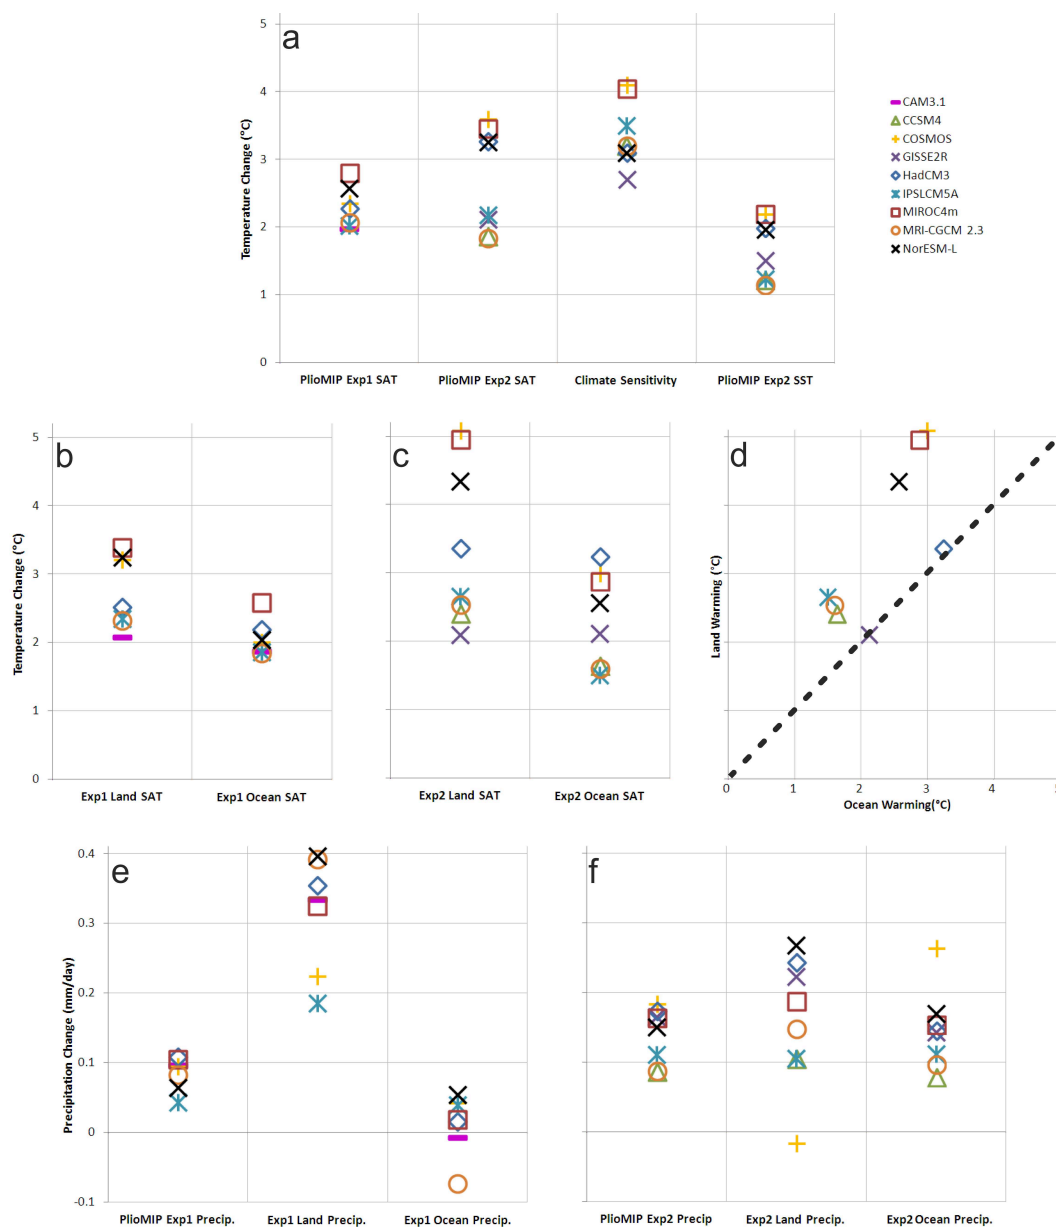 a
5
4
3
2
1
0
Temperature Change (°C)
PlioMIP Exp1 SAT
PlioMIP Exp2 SAT
Climate Sensitivity
PlioMIP Exp2 SST
CAM3.1
CCSM4
COSMOS
GISSE2R
HadCM3
IPSLCM5A
MIROC4m
MRI-CGCM 2.3
NorESM-L
b
5
4
3
2
1
0
Temperature Change (°C)
Exp1 Land SAT
Exp1 Ocean SAT
c
Exp2 Land SAT
Exp2 Ocean SAT
d
Land Warming (°C)
0 1 2 3 4 5
Ocean Warming(°C)
e
0.4
0.3
0.2
0.1
0
-0.1
Precipitation Change (mm/day)
PlioMIP Exp1 Precip.
Exp1 Land Precip.
Exp1 Ocean Precip.
f
PlioMIP Exp2 Precip
Exp2 Land Precip.
Exp2 Ocean Precip.